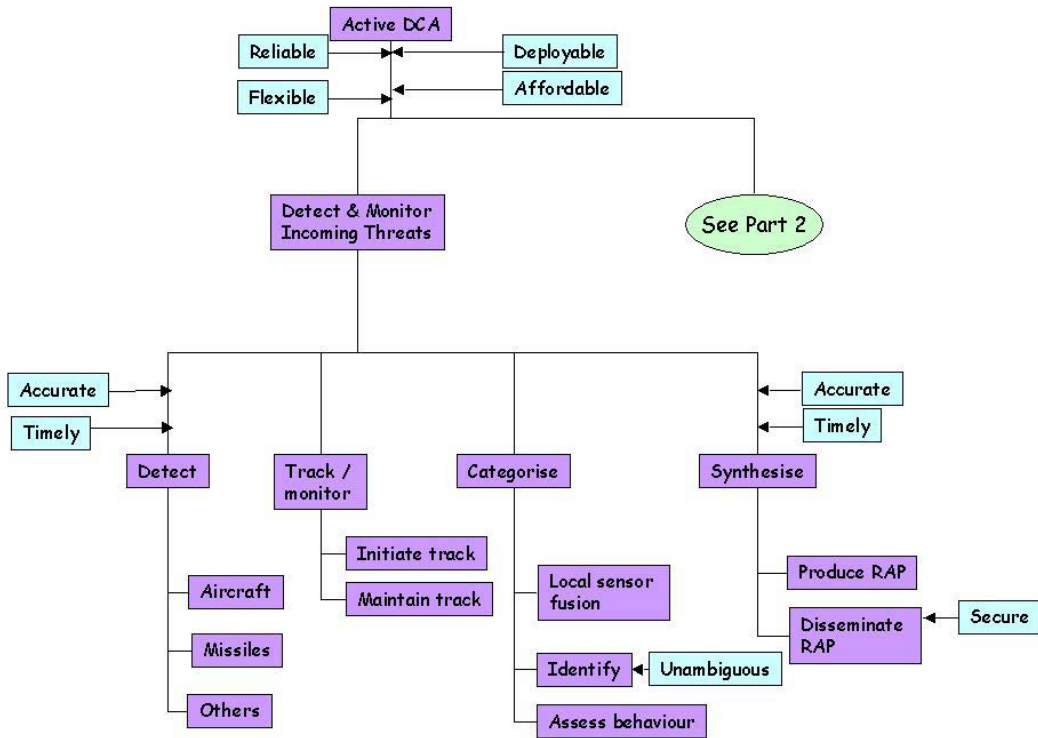 Active DCA
Reliable
Deployable
Flexible
Affordable
Detect & Monitor
Incoming Threats
See Part 2
Accurate
Timely
Accurate
Timely
Detect
Track /
monitor
Categorise
Synthesise
Initiate track
Maintain track
Aircraft
Missiles
Others
Local sensor
fusion
Identify
Unambiguous
Assess behaviour
Produce RAP
Disseminate
RAP
Secure